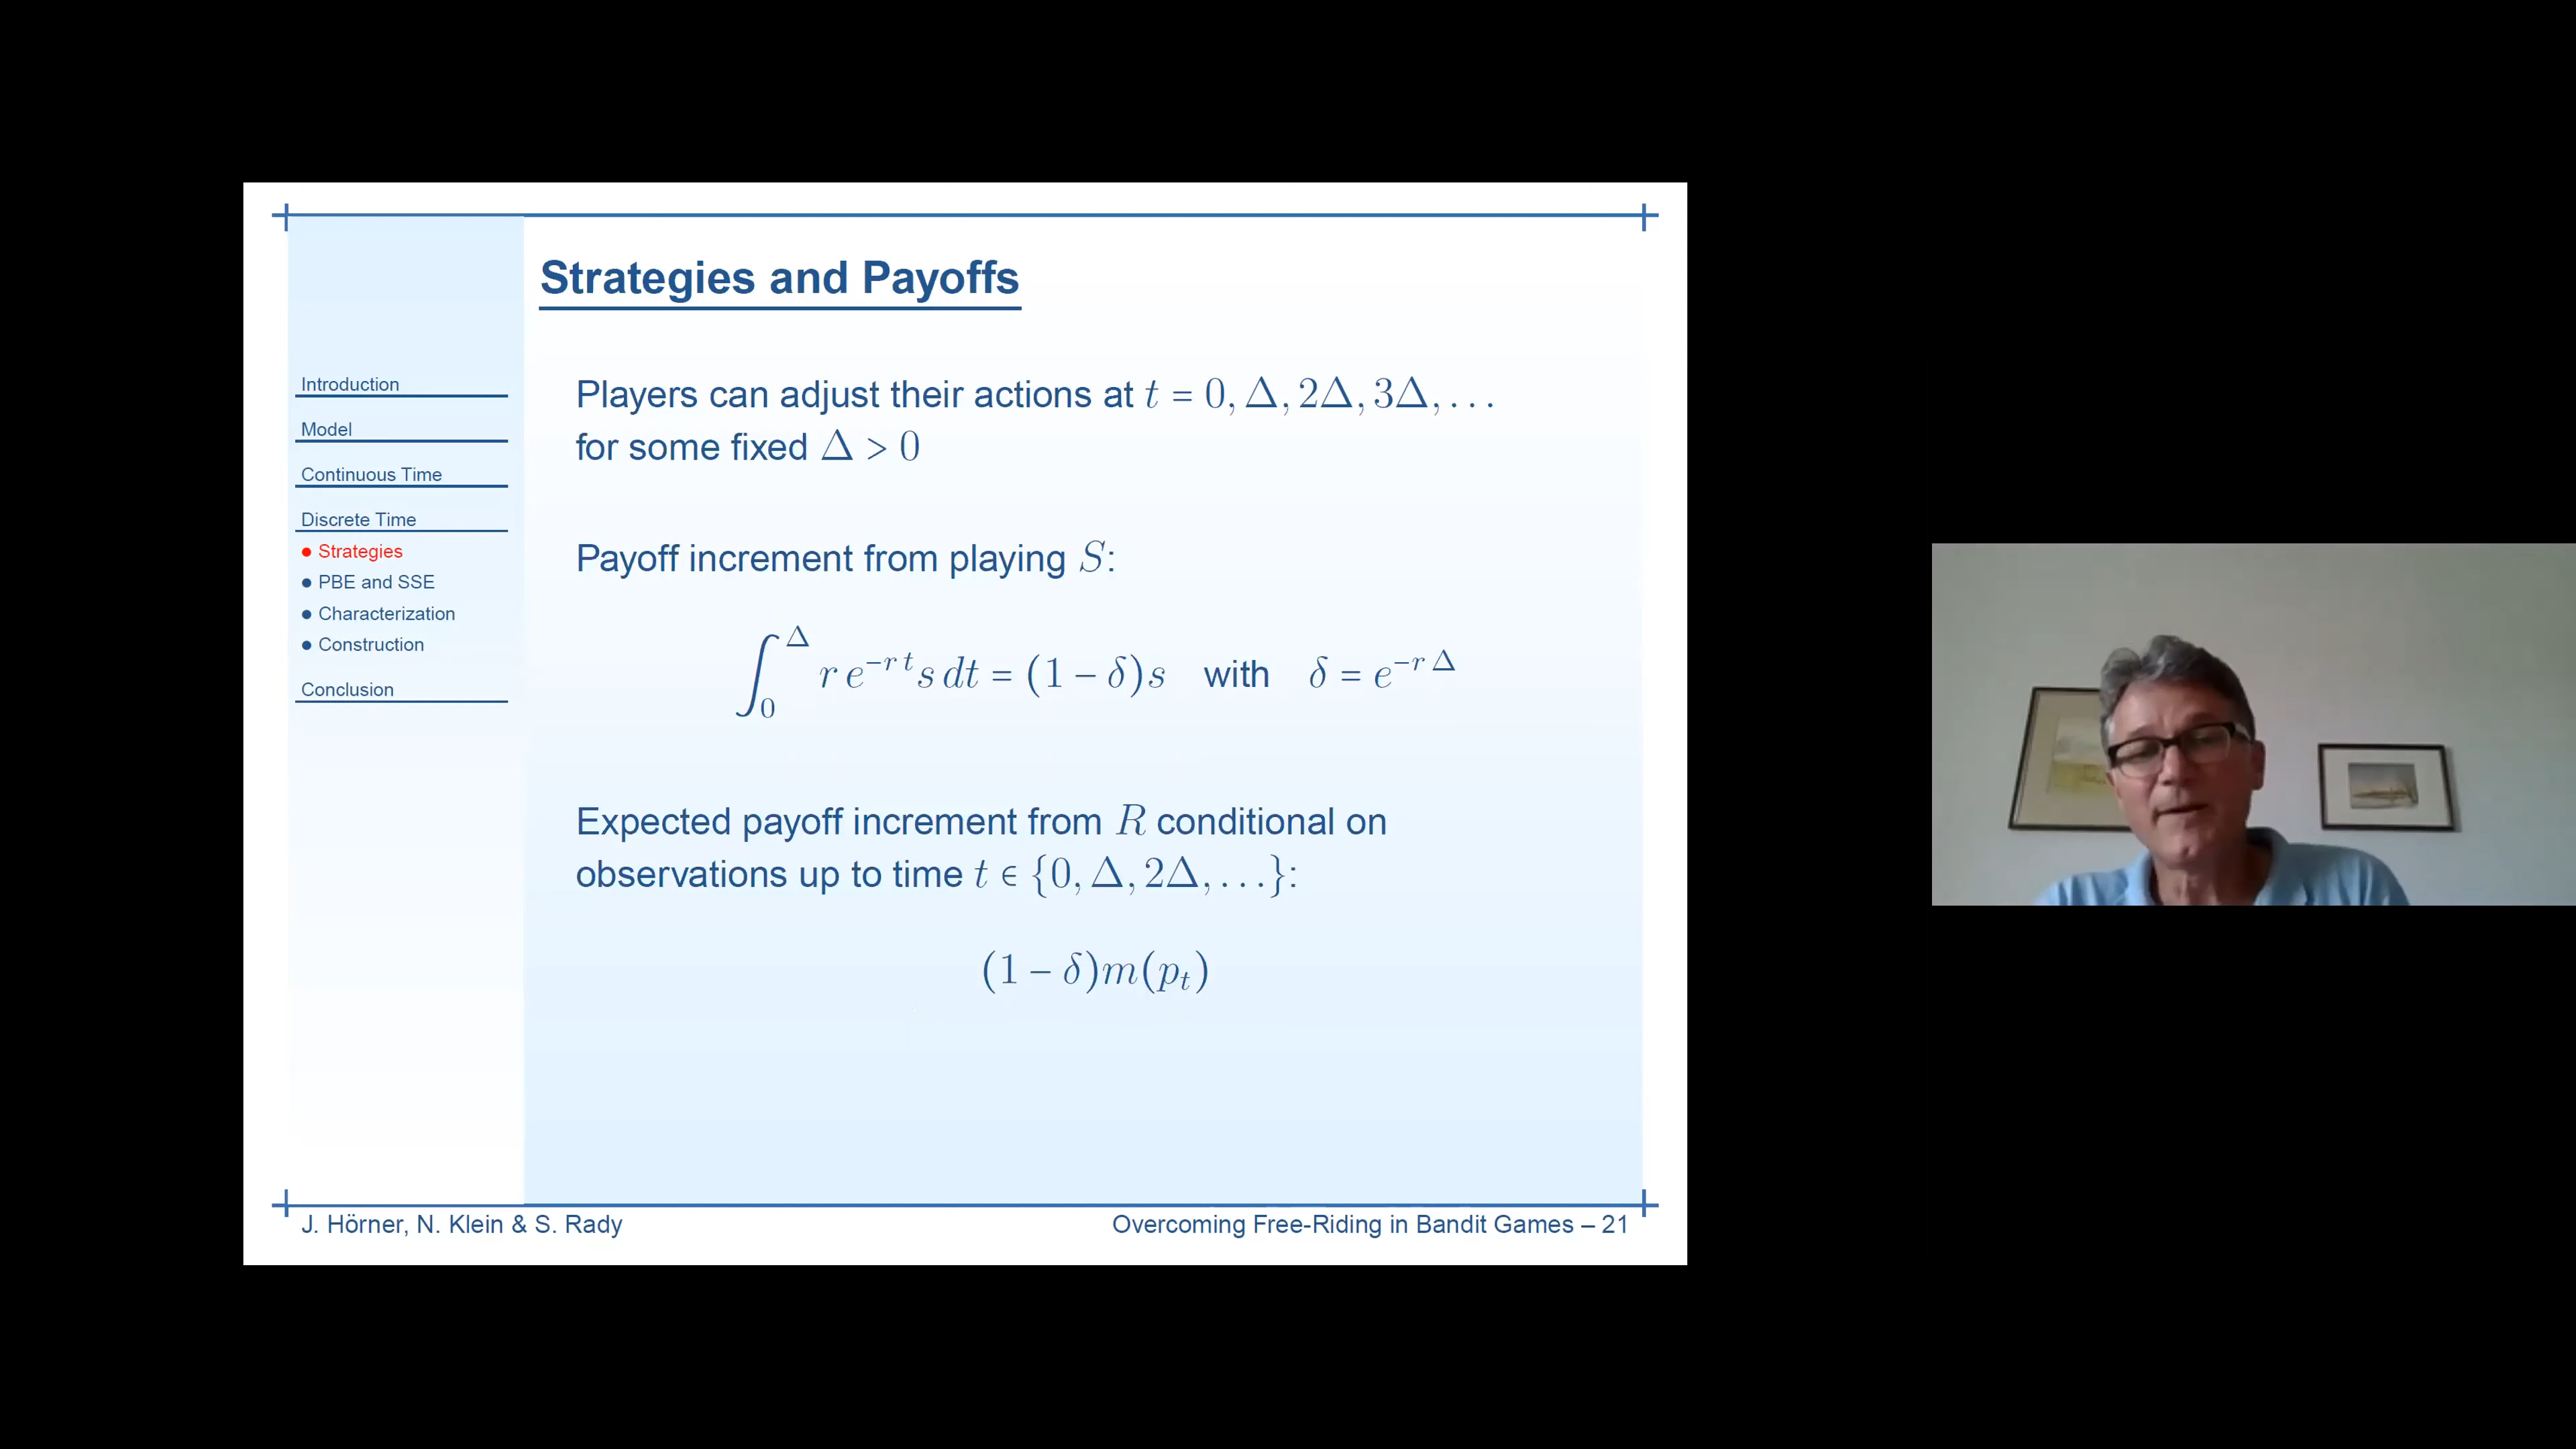 Strategies and Payoffs
Introduction
Model
Continuous Time
Discrete Time
● Strategies
● PBE and SSE
● Characterization
● Construction
Conclusion
Players can adjust their actions at t = 0, Δ, 2Δ, 3Δ, ...
for some fixed Δ > 0
Payoff increment from playing S:
∫₀^Δ r e^{−r t} s dt = (1 − δ)s with δ = e^{−r Δ}
Expected payoff increment from R conditional on
observations up to time t ∈ {0, Δ, 2Δ, ...}:
(1 − δ)m(pₜ)
J. Hörner, N. Klein & S. Rady
Overcoming Free-Riding in Bandit Games – 21